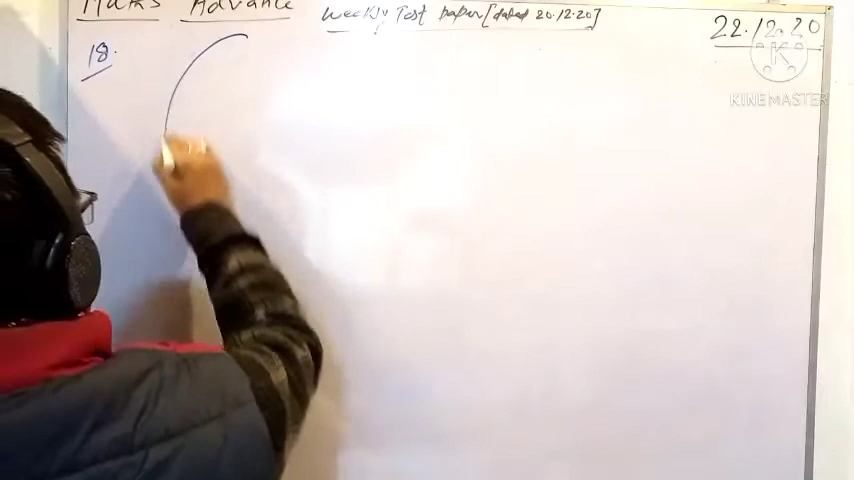 Maths Advance Weekly Test paper [dated 20.12.20] 22.12.20
18.
K
KINEMASTER